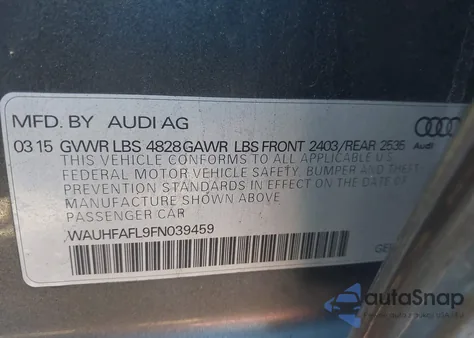 MFD. BY AUDI AG
03 15 GVWR LBS 4828 GAWR LBS FRONT 2403/REAR 2535
Audi
THIS VEHICLE CONFORMS TO ALL APPLICABLE U.S.
FEDERAL MOTOR VEHICLE SAFETY, BUMPER AND THEFT
PREVENTION STANDARDS IN EFFECT ON THE DATE OF
MANUFACTURE SHOWN ABOVE
PASSENGER CAR
WAUHFAFL9FN039459
GE
autoSnap